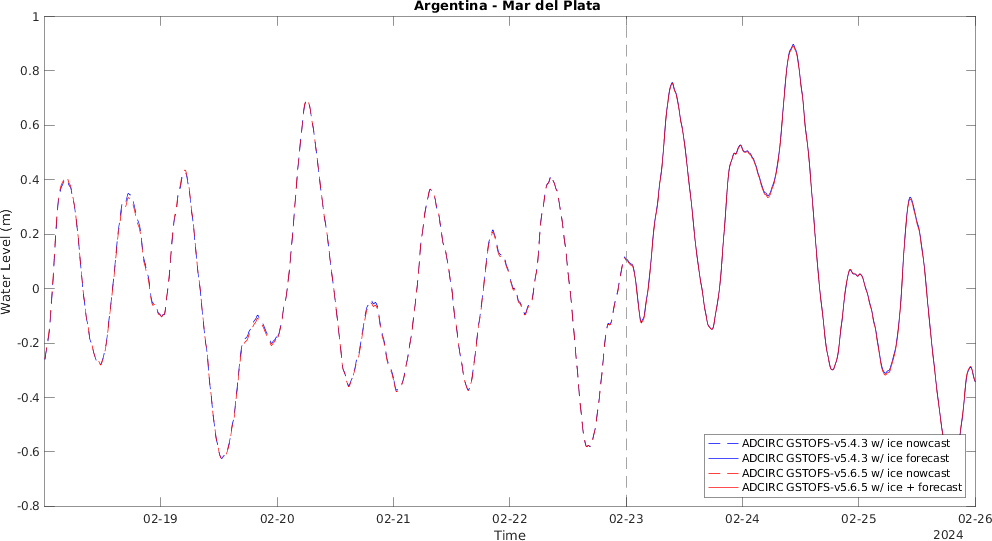 Argentina - Mar del Plata
1
0.8
0.6
0.4
0.2
0
-0.2
-0.4
-0.6
-0.8
Water Level (m)
02-19
02-20
02-21
02-22
02-23
02-24
02-25
02-26
Time
2024
ADCIRC GSTOFS-v5.4.3 w/ ice nowcast
ADCIRC GSTOFS-v5.4.3 w/ ice forecast
ADCIRC GSTOFS-v5.6.5 w/ ice nowcast
ADCIRC GSTOFS-v5.6.5 w/ ice + forecast